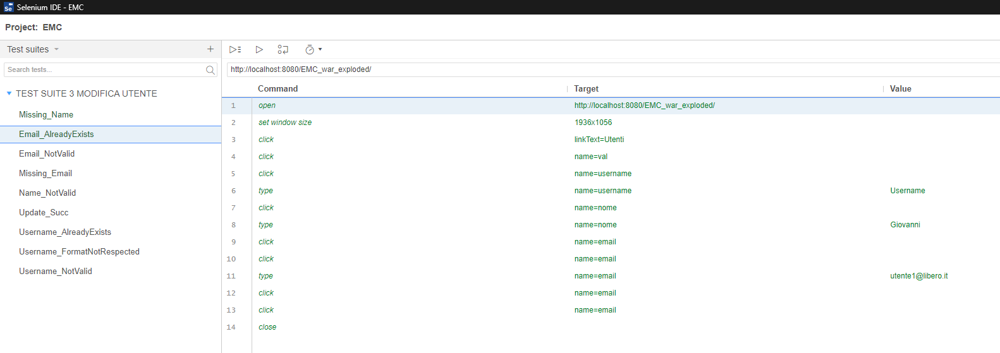 Se Selenium IDE - EMC
Project: EMC
Test suites
+
Search tests...
TEST SUITE 3 MODIFICA UTENTE
Missing_Name
Email_AlreadyExists
Email_NotValid
Missing_Email
Name_NotValid
Update_Succ
Username_AlreadyExists
Username_FormatNotRespected
Username_NotValid
http://localhost:8080/EMC_war_exploded/
Command Target Value
1 open http://localhost:8080/EMC_war_exploded/
2 set window size 1936x1056
3 click linkText=Utenti
4 click name=val
5 click name=username
6 type name=username Username
7 click name=nome
8 type name=nome Giovanni
9 click name=email
10 click name=email
11 type name=email utente1@libero.it
12 click name=email
13 click name=email
14 close